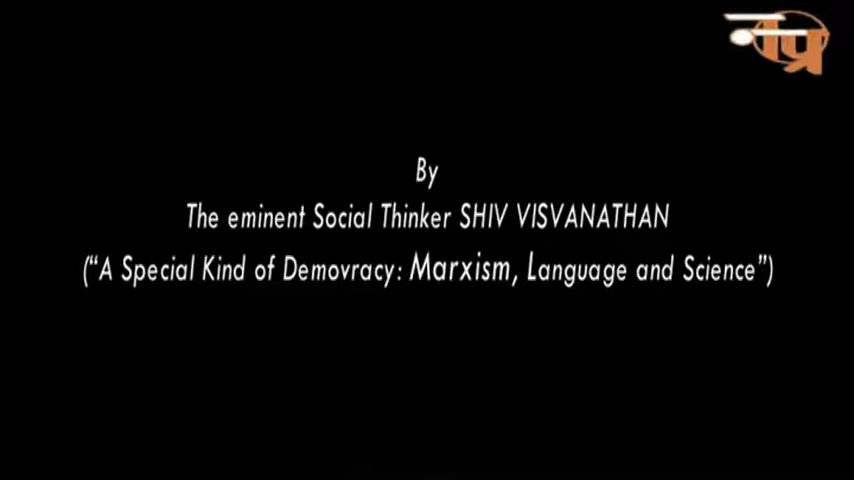 By
The eminent Social Thinker SHIV VISVANATHAN
(“A Special Kind of Demovracy: Marxism, Language and Science”)